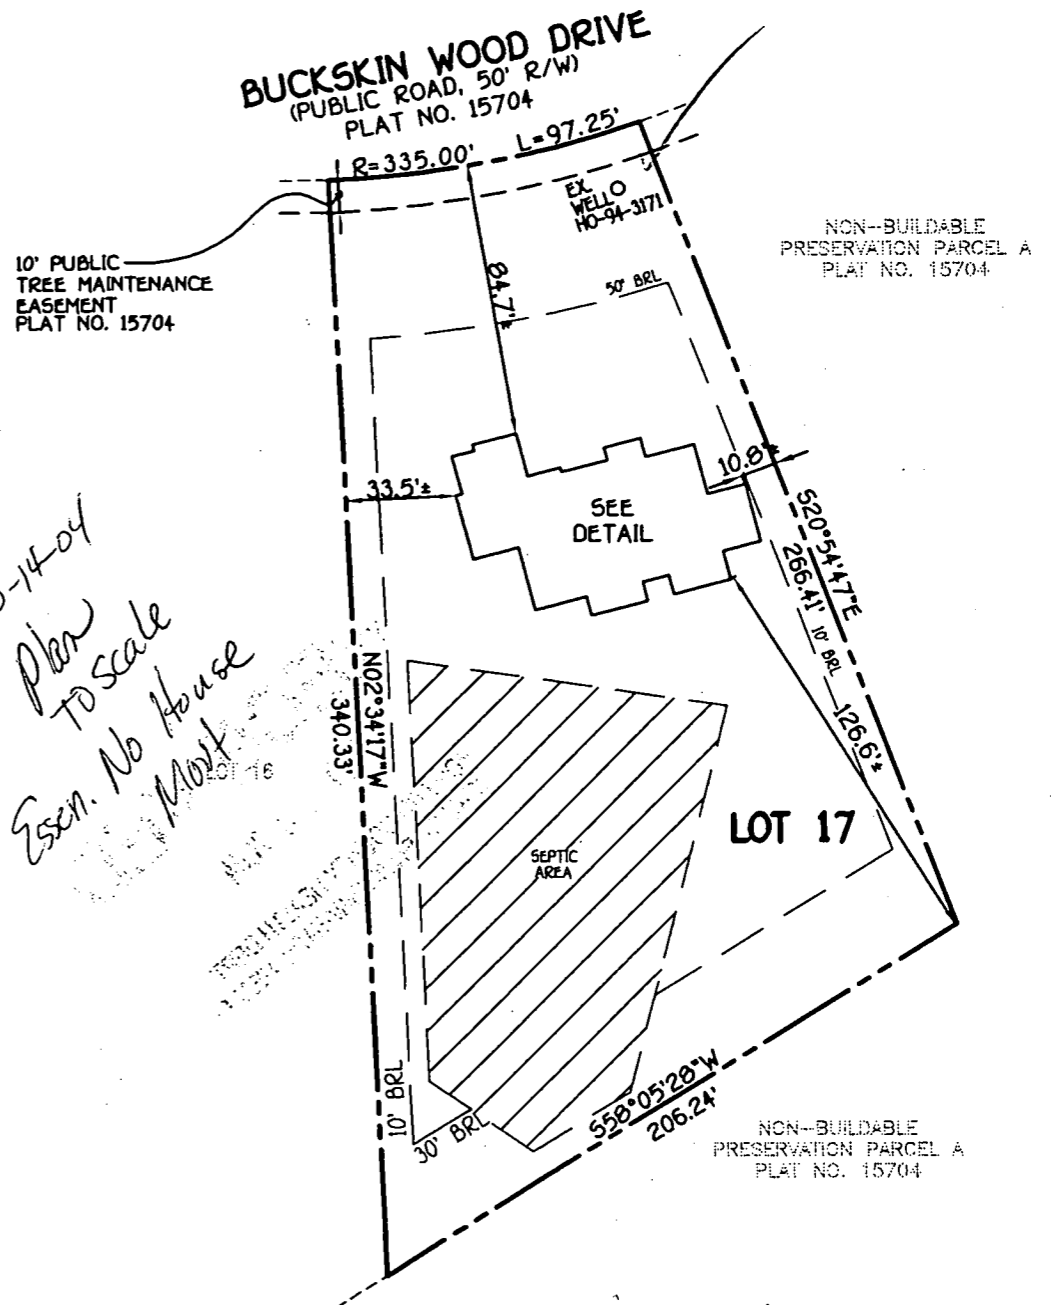 BUCKSKIN WOOD DRIVE
(PUBLIC ROAD, 50' R/W)
PLAT NO. 15704
R=335.00'
L=97.25'
EX.
WELL
HO-94-3171
NON--BUILDABLE
PRESERVATION PARCEL A
PLAT NO. 15704
10' PUBLIC
TREE MAINTENANCE
EASEMENT
PLAT NO. 15704
84.7'±
50' BRL
33.5'±
10.8'±
SEE
DETAIL
S20°54'47"E
266.41'
10' BRL
126.6'±
-14-04
Plan
To Scale
Essen. No House
LOT 16
N02°34'17"W
340.33'
LOT 17
SEPTIC
AREA
10' BRL
30' BRL
S58°05'28"W
206.24'
NON--BUILDABLE
PRESERVATION PARCEL A
PLAT NO. 15704